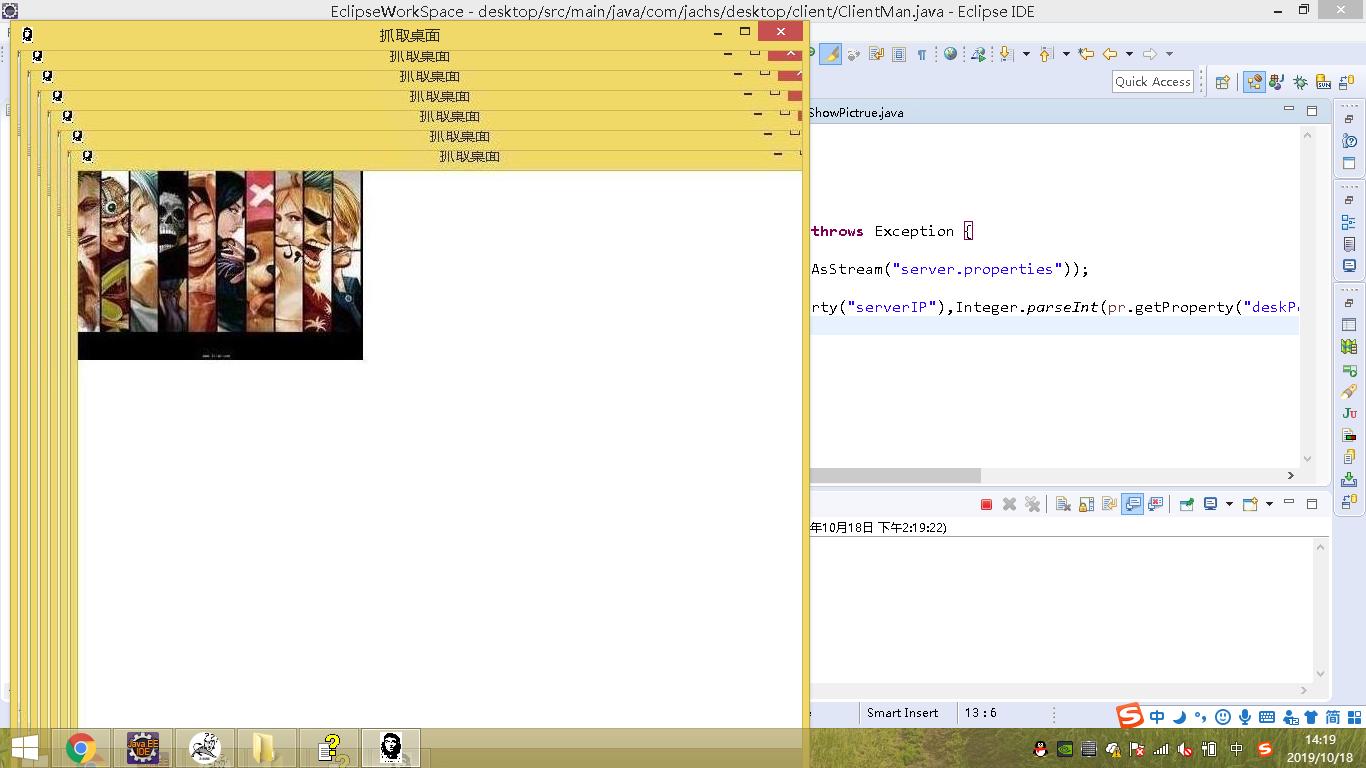 EclipseWorkSpace - desktop/src/main/java/com/jachs/desktop/client/ClientMan.java - Eclipse IDE
抓取桌面
抓取桌面
抓取桌面
抓取桌面
抓取桌面
抓取桌面
抓取桌面
Quick Access
ShowPictrue.java
throws Exception {
AsStream("server.properties"));
rty("serverIP"),Integer.parseInt(pr.getProperty("deskP
年10月18日 下午2:19:22)
Smart Insert
13 : 6
中
简
Java EE
IDE
中
14:19
2019/10/18